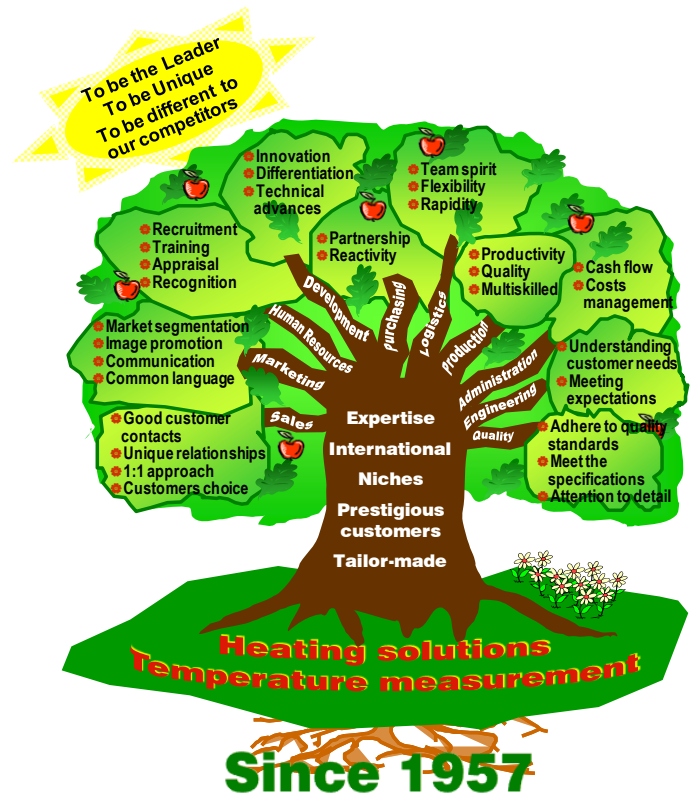 To be the Leader
To be Unique
To be different to
our competitors
Innovation
Differentiation
Technical
advances
Team spirit
Flexibility
Rapidity
Recruitment
Training
Appraisal
Recognition
Partnership
Reactivity
Productivity
Quality
Multiskilled
Cash flow
Costs
management
Market segmentation
Image promotion
Communication
Common language
Understanding
customer needs
Meeting
expectations
Good customer
contacts
Unique relationships
1:1 approach
Customers choice
Adhere to quality
standards
Meet the
specifications
Attention to detail
Development
Human Resources
Marketing
Sales
Purchasing
Logistics
Production
Administration
Engineering
Quality
Expertise
International
Niches
Prestigious
customers
Tailor-made
Heating solutions
Temperature measurement
Since 1957